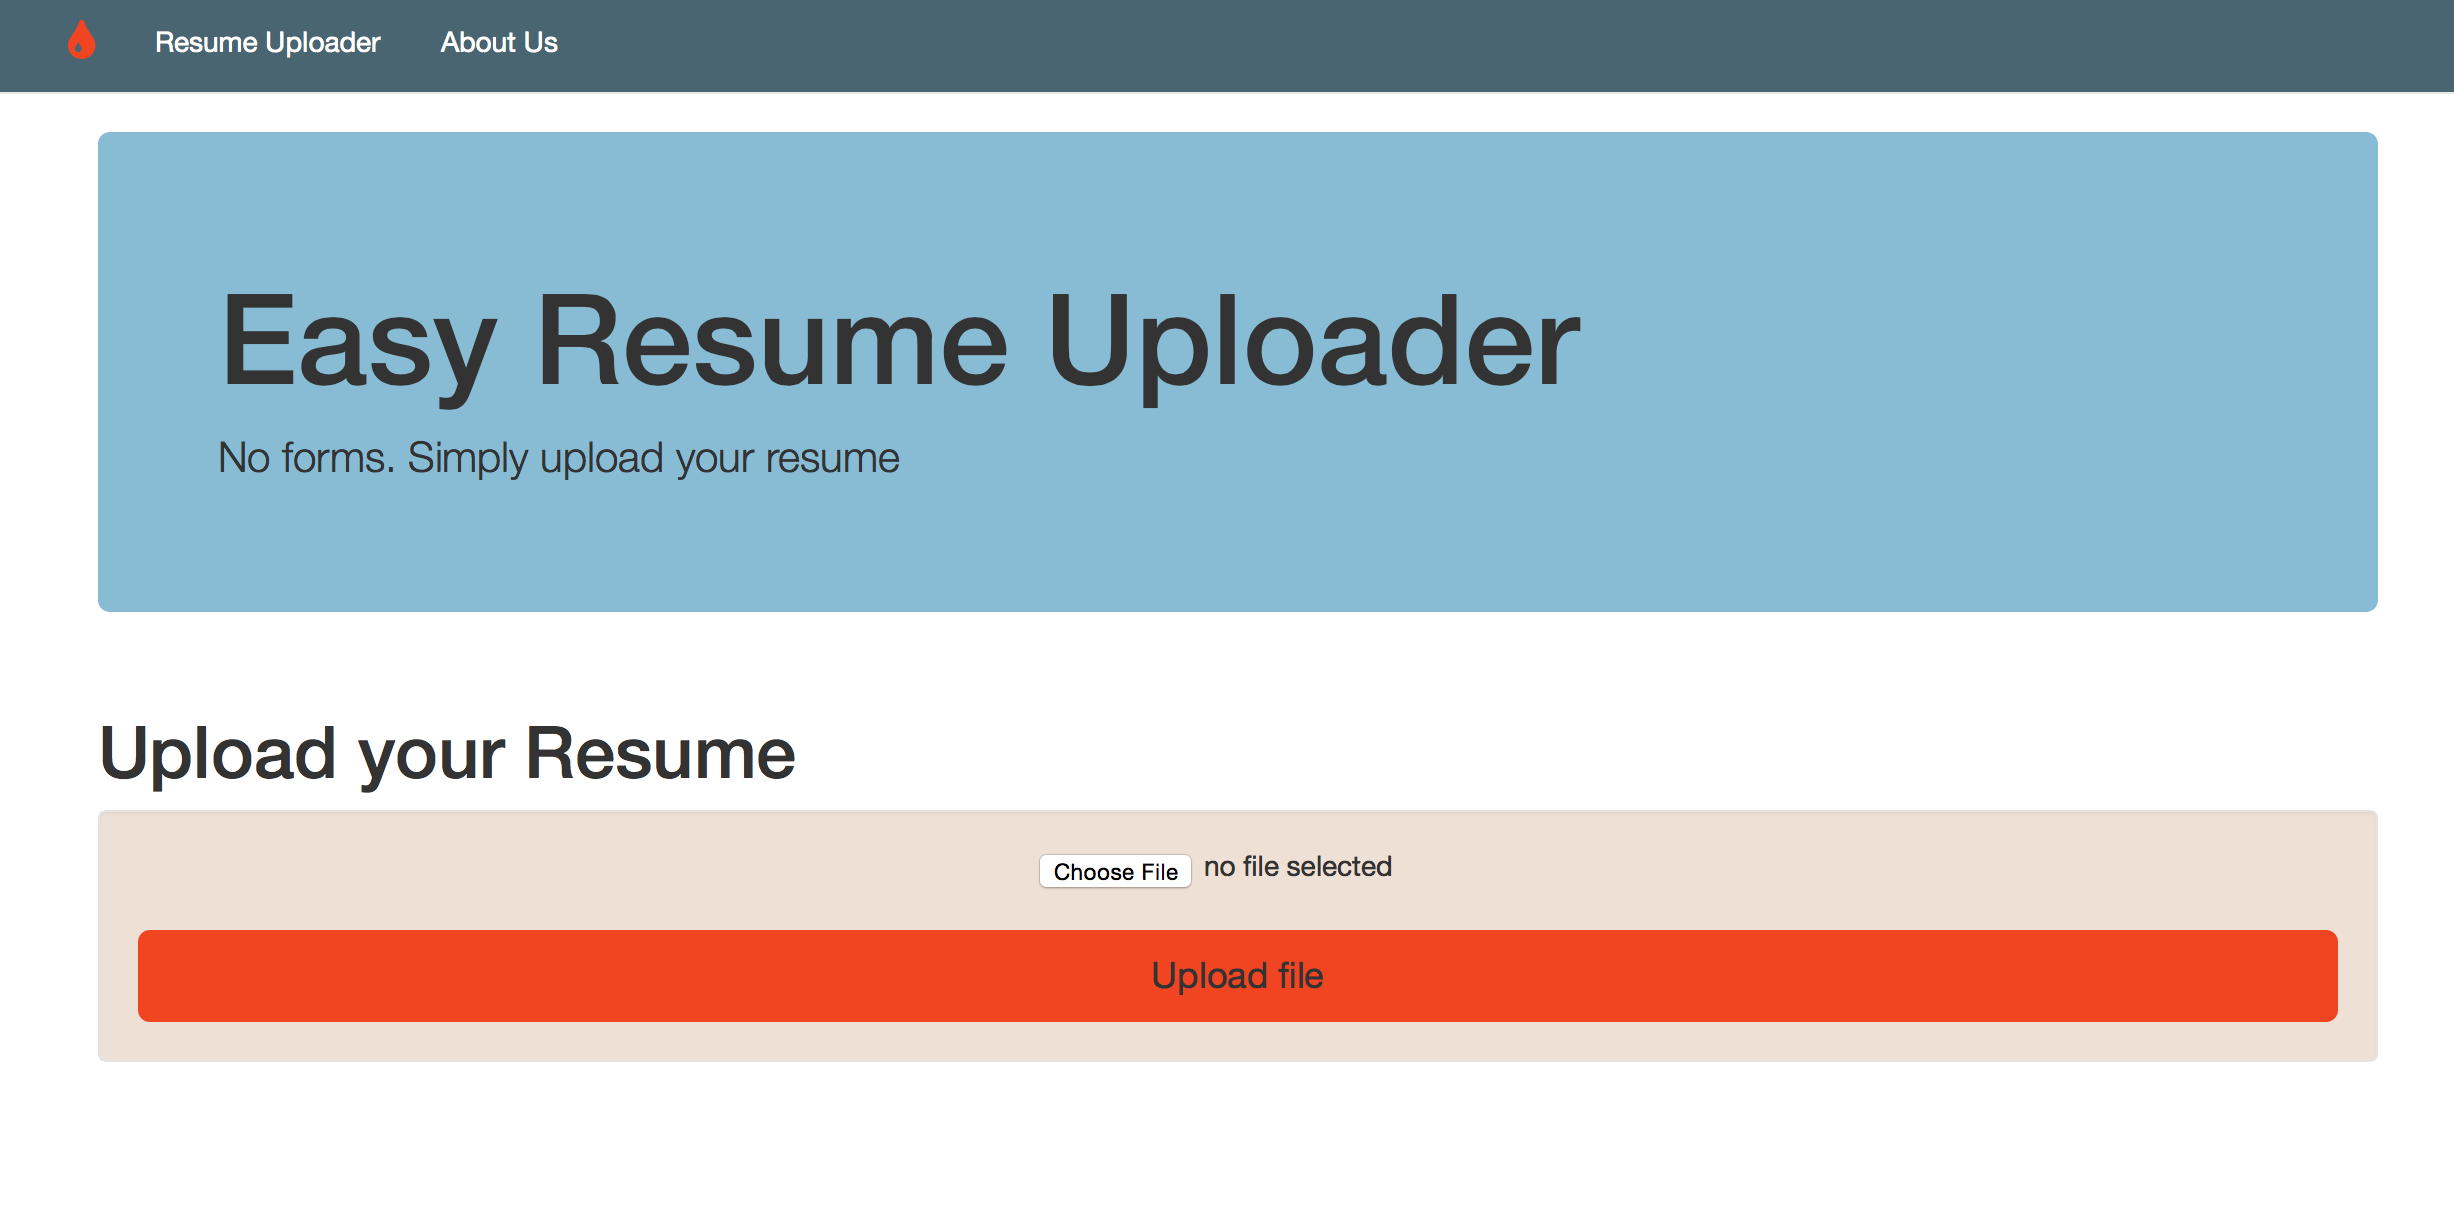 Resume Uploader About Us
Easy Resume Uploader
No forms. Simply upload your resume
Upload your Resume
Choose File no file selected
Upload file